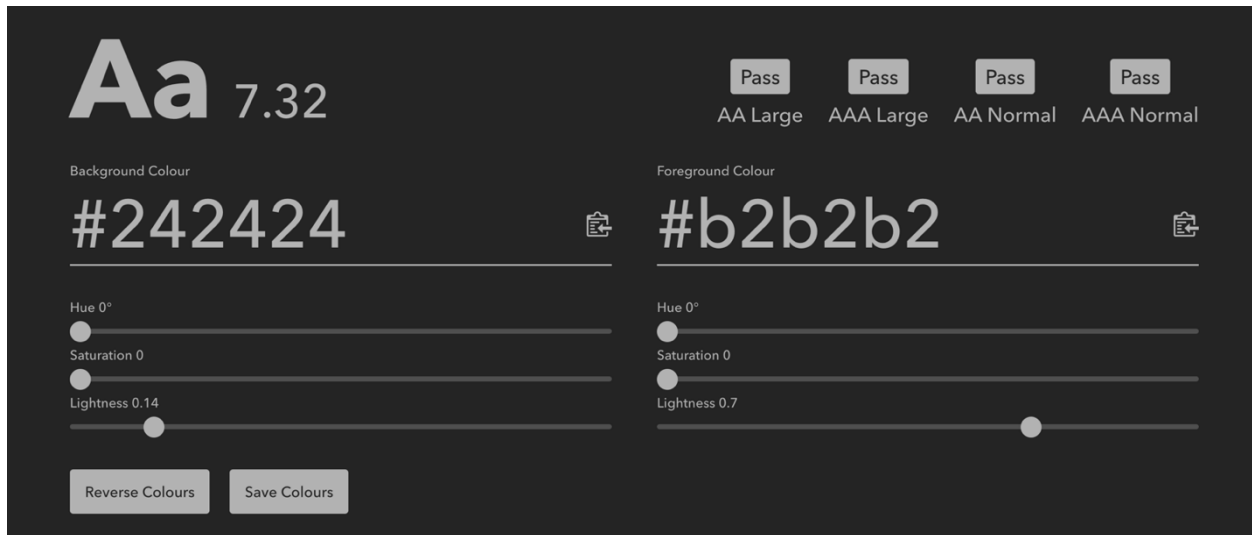 Aa 7.32
Pass Pass Pass Pass
AA Large AAA Large AA Normal AAA Normal
Background Colour
#242424
Hue 0°
Saturation 0
Lightness 0.14
Foreground Colour
#b2b2b2
Hue 0°
Saturation 0
Lightness 0.7
Reverse Colours Save Colours